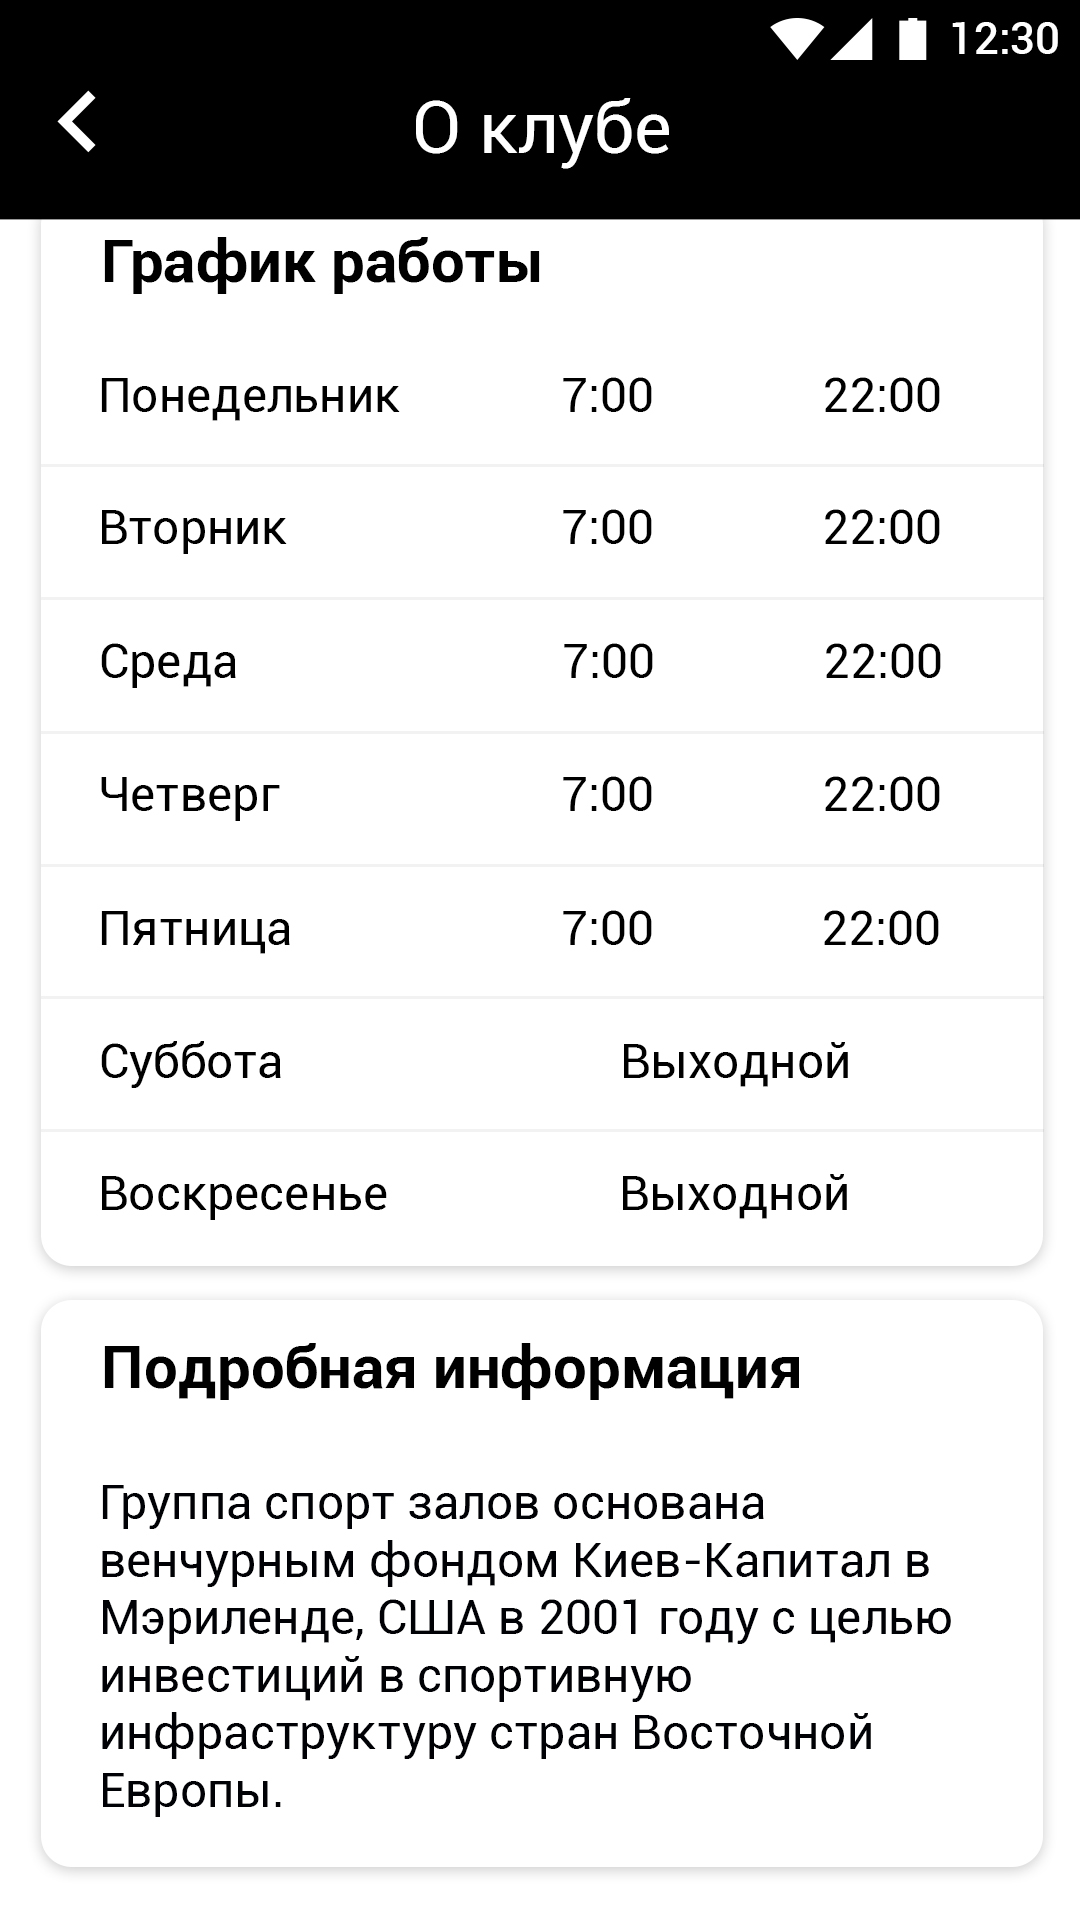 12:30
О клубе
График работы
Понедельник 7:00 22:00
Вторник 7:00 22:00
Среда 7:00 22:00
Четверг 7:00 22:00
Пятница 7:00 22:00
Суббота Выходной
Воскресенье Выходной
Подробная информация
Группа спорт залов основана
венчурным фондом Киев-Капитал в
Мэриленде, США в 2001 году с целью
инвестиций в спортивную
инфраструктуру стран Восточной
Европы.